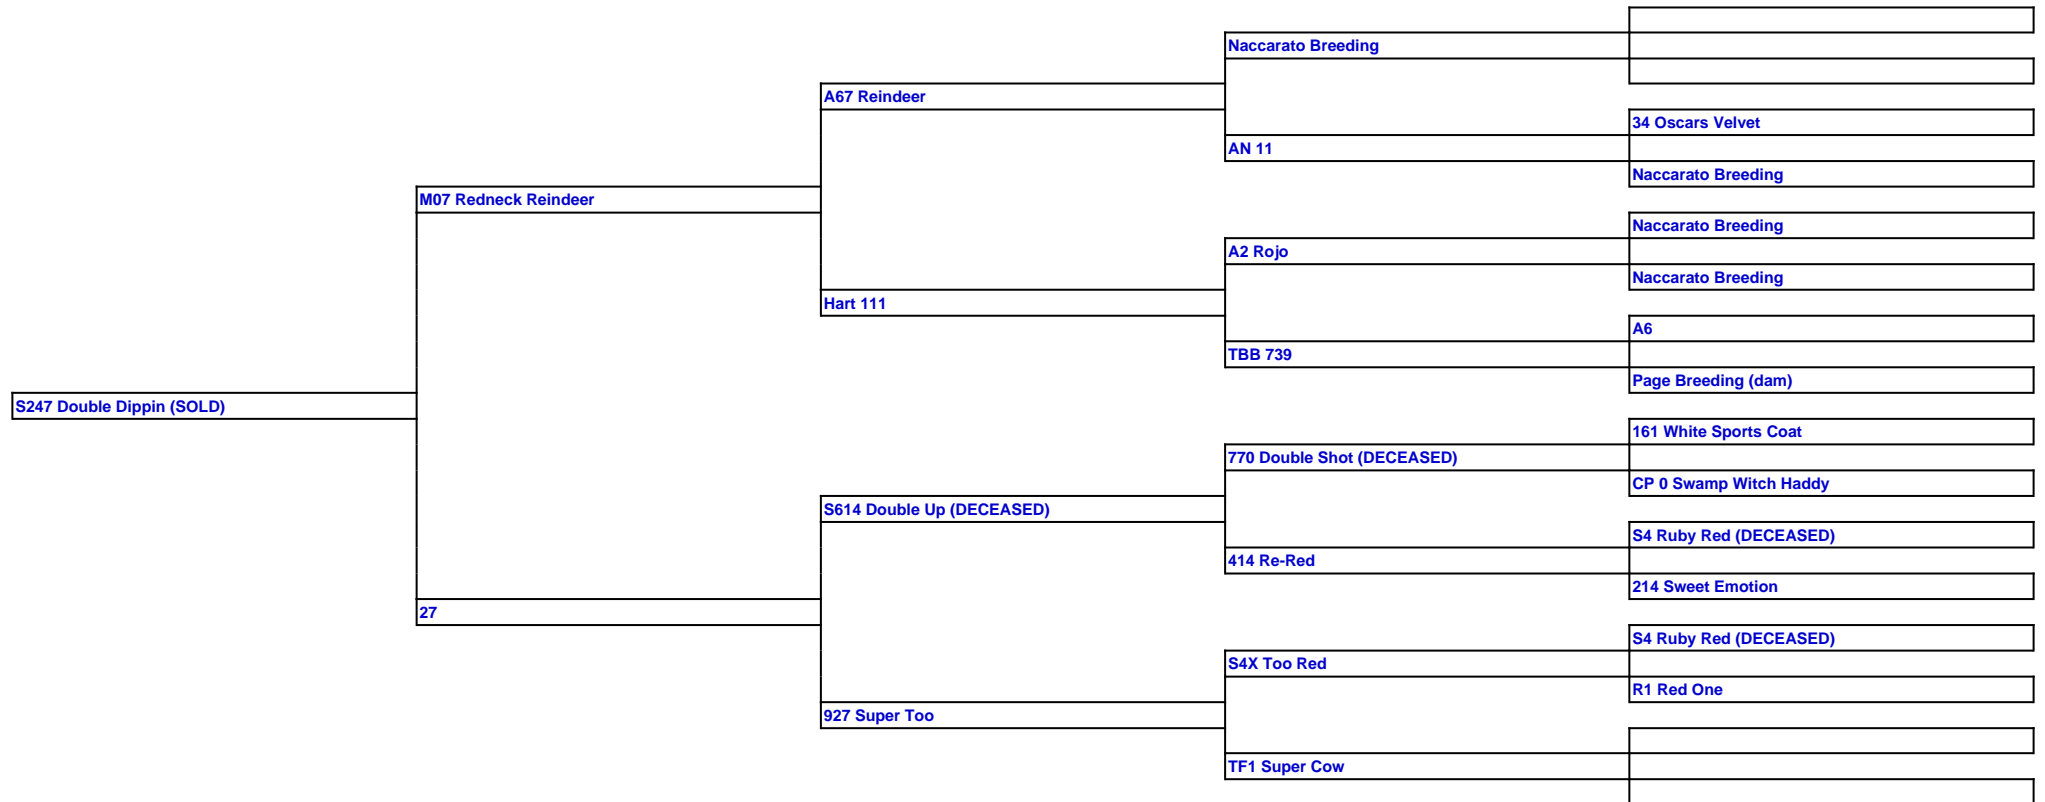 Naccarato Breeding
A67 Reindeer
34 Oscars Velvet
AN 11
Naccarato Breeding
M07 Redneck Reindeer
Naccarato Breeding
A2 Rojo
Naccarato Breeding
Hart 111
A6
TBB 739
Page Breeding (dam)
S247 Double Dippin (SOLD)
161 White Sports Coat
770 Double Shot (DECEASED)
CP 0 Swamp Witch Haddy
S614 Double Up (DECEASED)
S4 Ruby Red (DECEASED)
414 Re-Red
214 Sweet Emotion
27
S4 Ruby Red (DECEASED)
S4X Too Red
R1 Red One
927 Super Too
TF1 Super Cow